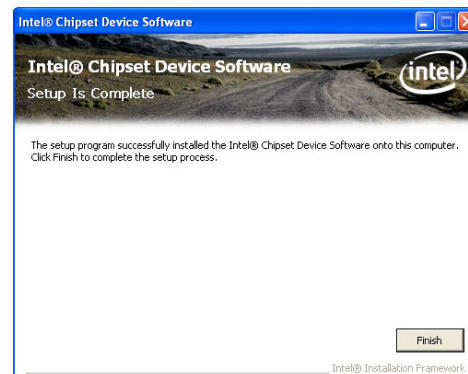 Intel® Chipset Device Software
Intel® Chipset Device Software
intel
Setup Is Complete
The setup program successfully installed the Intel® Chipset Device Software onto this computer.
Click Finish to complete the setup process.
Finish
Intel® Installation Framework